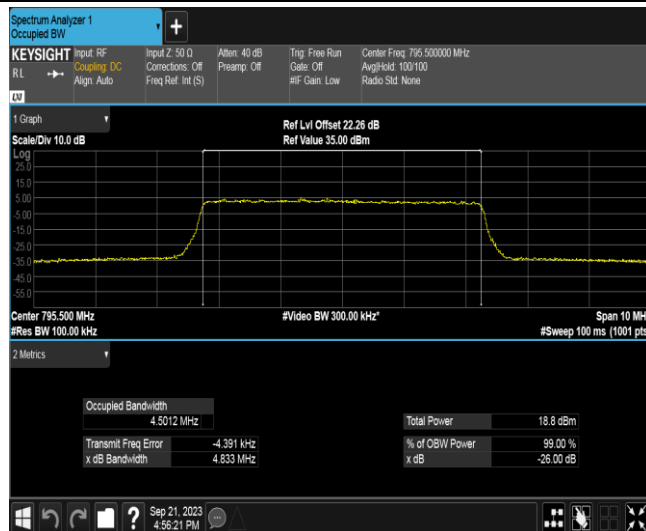 Spectrum Analyzer 1
Occupied BW
+
KEYSIGHT Input: RF Input Z: 50 Ω Atten: 40 dB Trig: Free Run Center Freq: 795.500000 MHz
RL Coupling: DC Corrections: Off Preamp: Off Gate: Off Avg|Hold: 100/100
Align: Auto Freq Ref: Int (S) #IF Gain: Low Radio Std: None
LXI
1 Graph
Ref Lvl Offset 22.26 dB
Scale/Div 10.0 dB Ref Value 35.00 dBm
Log
25.0
15.0
5.00
-5.00
-15.0
-25.0
-35.0
-45.0
-55.0
Center 795.500 MHz #Video BW 300.00 kHz* Span 10 MH
#Res BW 100.00 kHz #Sweep 100 ms (1001 pts
2 Metrics
Occupied Bandwidth
4.5012 MHz Total Power 18.8 dBm
Transmit Freq Error -4.391 kHz % of OBW Power 99.00 %
x dB Bandwidth 4.833 MHz x dB -26.00 dB
? Sep 21, 2023
4:56:21 PM